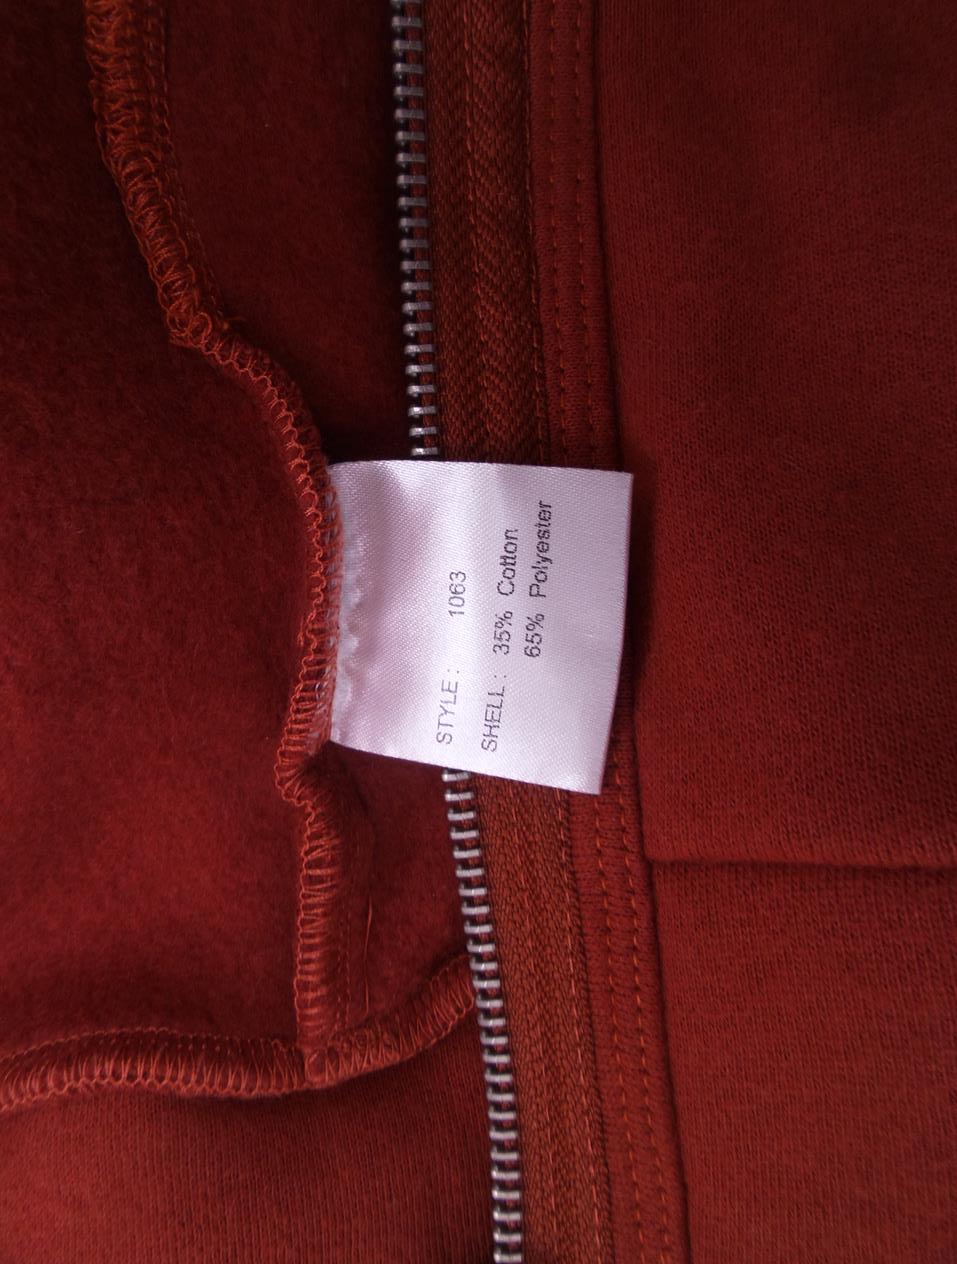 STYLE : 1063
SHELL : 35% Cotton
65% Polyester